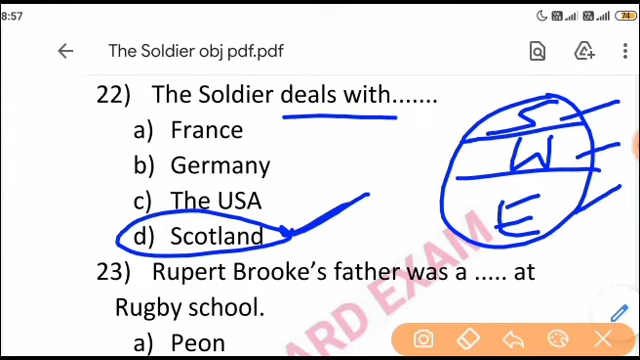 8:57
74
The Soldier obj pdf.pdf
22) The Soldier deals with.......
a) France
b) Germany
c) The USA
d) Scotland
S
W
E
23) Rupert Brooke's father was a ..... at
Rugby school.
a) Peon
ARD EXAM